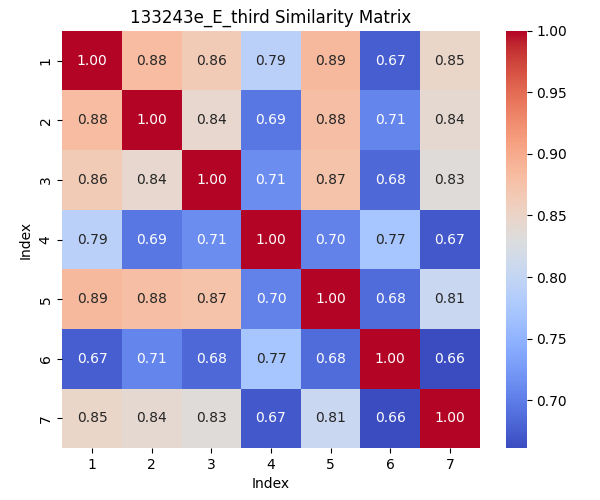 133243e_E_third Similarity Matrix
1 1.00 0.88 0.86 0.79 0.89 0.67 0.85
2 0.88 1.00 0.84 0.69 0.88 0.71 0.84
3 0.86 0.84 1.00 0.71 0.87 0.68 0.83
4 0.79 0.69 0.71 1.00 0.70 0.77 0.67
5 0.89 0.88 0.87 0.70 1.00 0.68 0.81
6 0.67 0.71 0.68 0.77 0.68 1.00 0.66
7 0.85 0.84 0.83 0.67 0.81 0.66 1.00
1 2 3 4 5 6 7
Index
Index
1.00
0.95
0.90
0.85
0.80
0.75
0.70